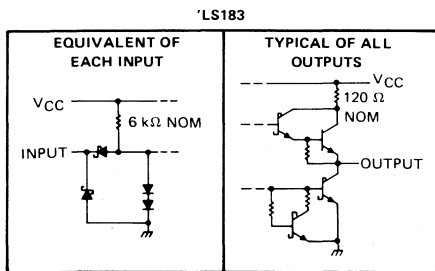 'LS183
EQUIVALENT OF
EACH INPUT
VCC
6 kΩ NOM
INPUT
TYPICAL OF ALL
OUTPUTS
VCC
120 Ω
NOM
OUTPUT